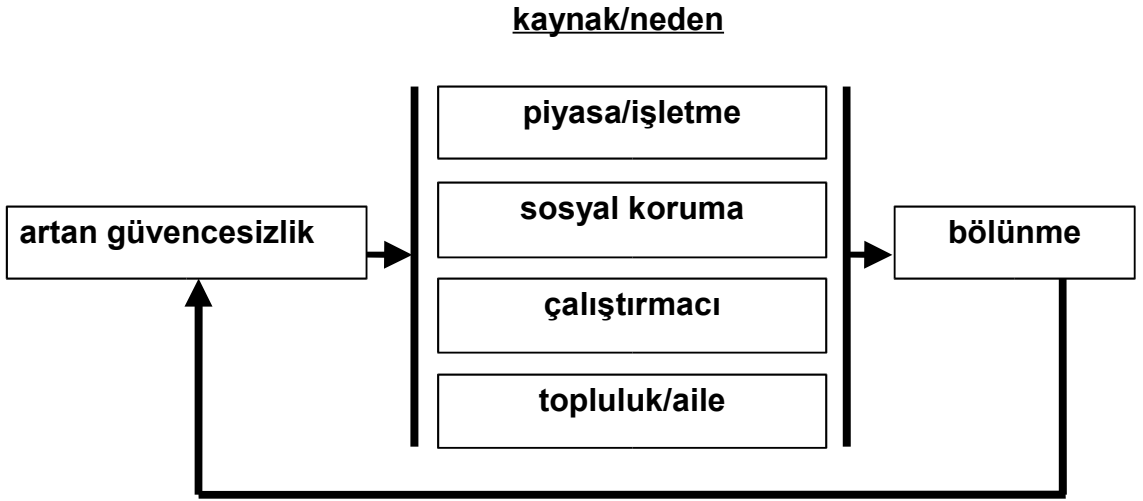 kaynak/neden
piyasa/işletme
sosyal koruma
artan güvencesizlik
bölünme
çalıştırmacı
topluluk/aile